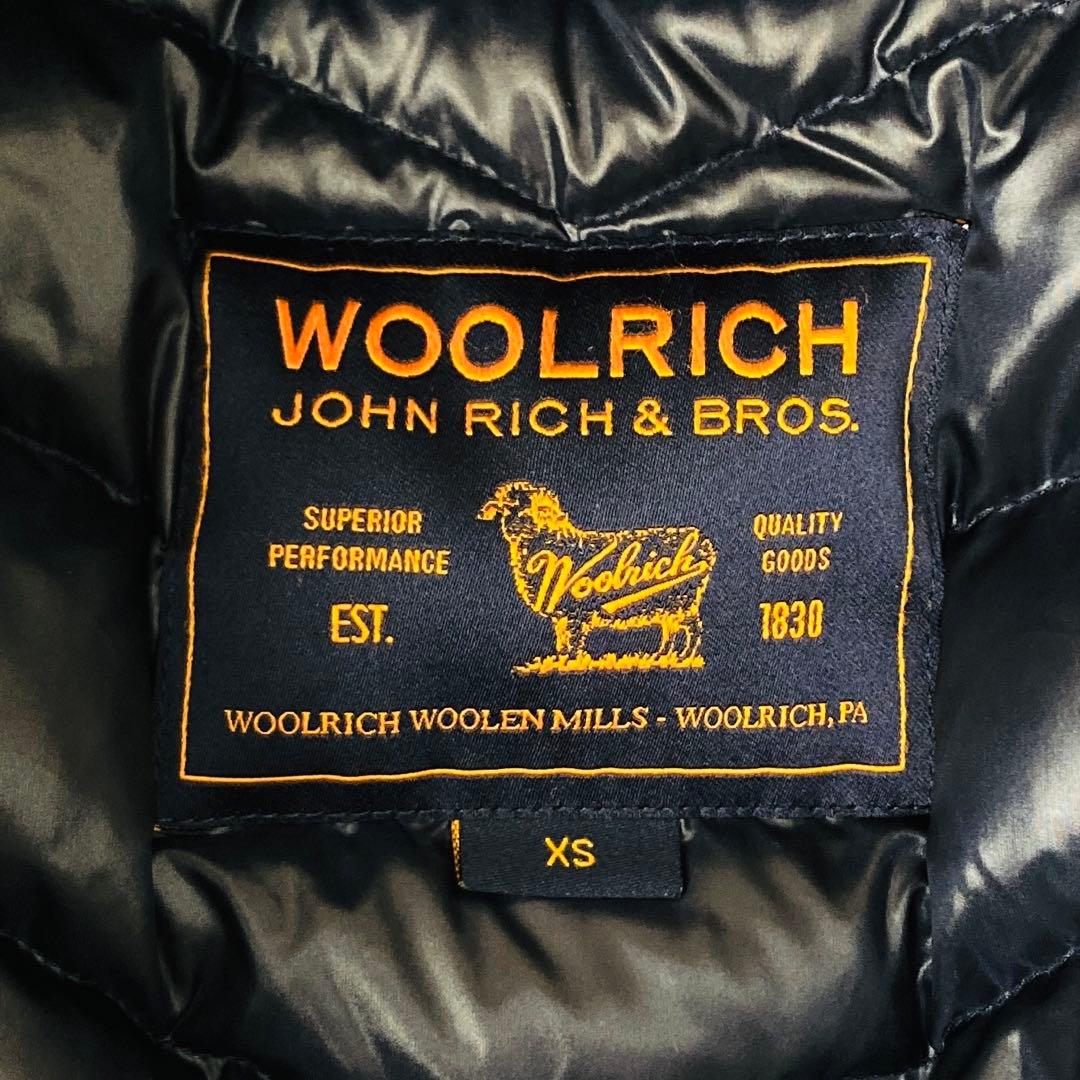 WOOLRICH
JOHN RICH & BROS.
SUPERIOR
PERFORMANCE
EST.
Woolrich
QUALITY
GOODS
1830
WOOLRICH WOOLEN MILLS - WOOLRICH, PA
XS